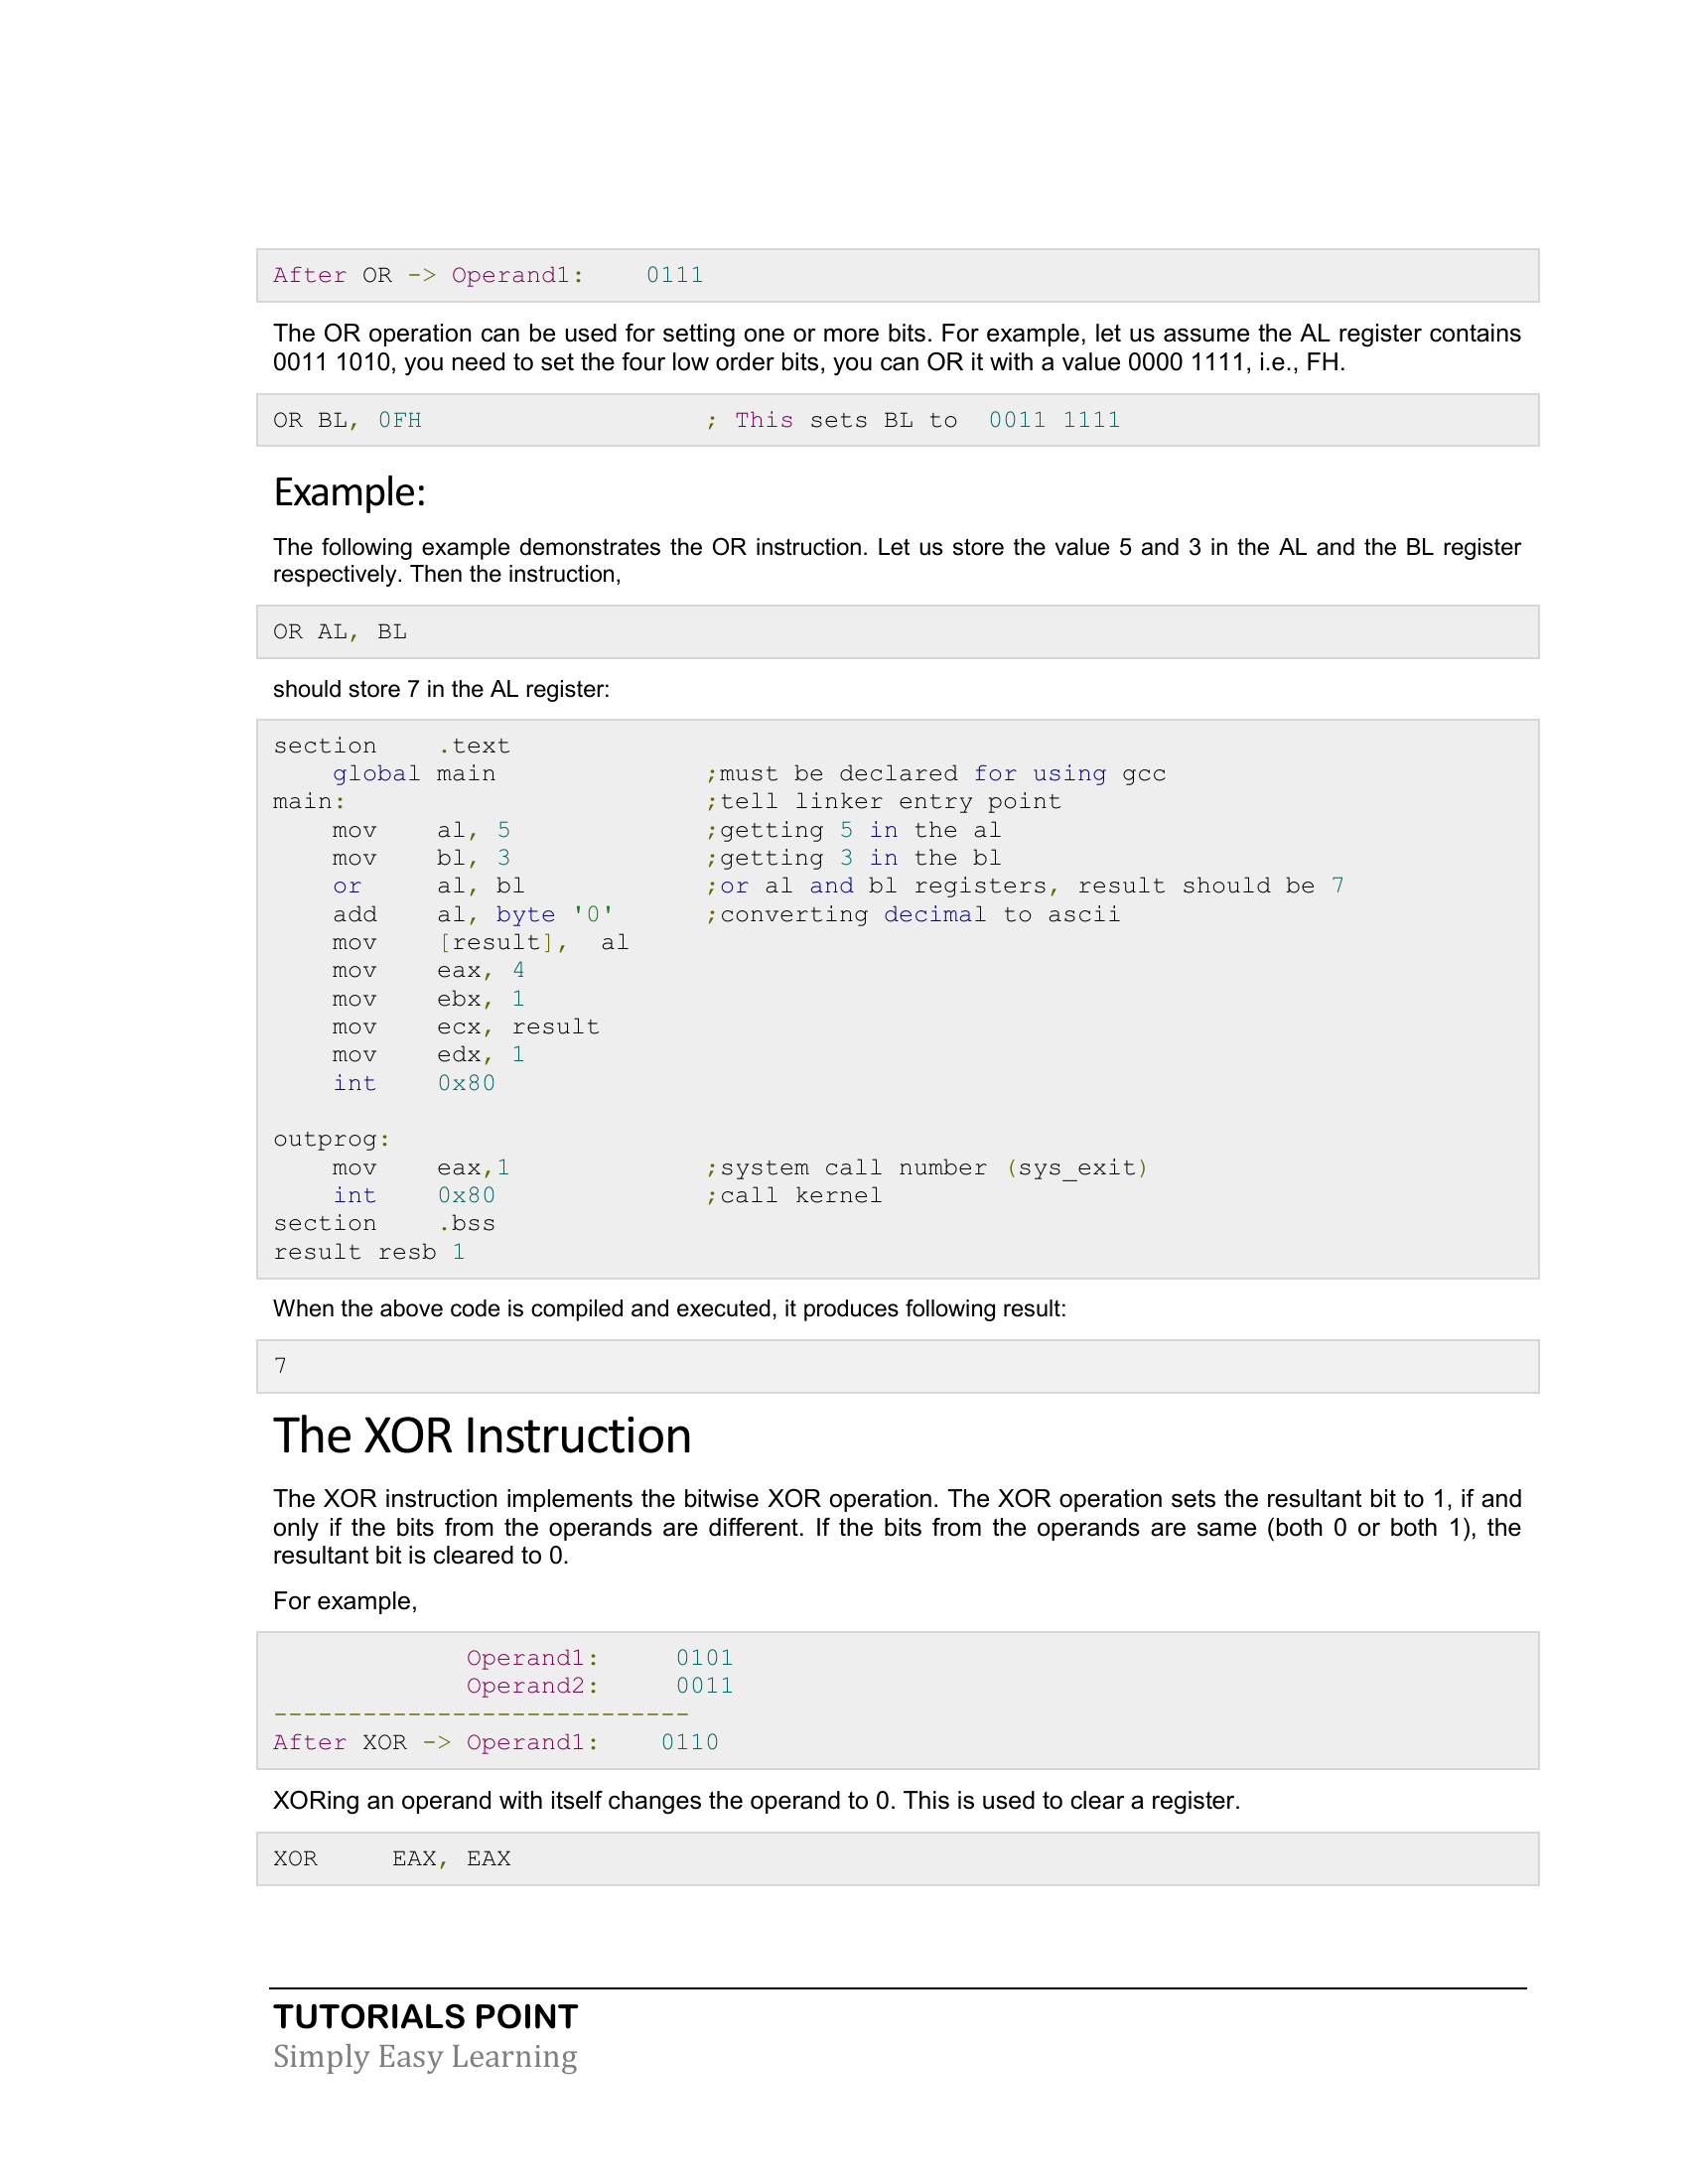 After OR -> Operand1:    0111
The OR operation can be used for setting one or more bits. For example, let us assume the AL register contains
0011 1010, you need to set the four low order bits, you can OR it with a value 0000 1111, i.e., FH.
OR BL, 0FH                   ; This sets BL to  0011 1111
Example:
The following example demonstrates the OR instruction. Let us store the value 5 and 3 in the AL and the BL register
respectively. Then the instruction,
OR AL, BL
should store 7 in the AL register:
section    .text
    global main              ;must be declared for using gcc
main:                        ;tell linker entry point
    mov    al, 5             ;getting 5 in the al
    mov    bl, 3             ;getting 3 in the bl
    or     al, bl            ;or al and bl registers, result should be 7
    add    al, byte '0'      ;converting decimal to ascii
    mov    [result],  al
    mov    eax, 4
    mov    ebx, 1
    mov    ecx, result
    mov    edx, 1
    int    0x80
outprog:
    mov    eax,1             ;system call number (sys_exit)
    int    0x80              ;call kernel
section    .bss
result resb 1
When the above code is compiled and executed, it produces following result:
7
The XOR Instruction
The XOR instruction implements the bitwise XOR operation. The XOR operation sets the resultant bit to 1, if and
only if the bits from the operands are different. If the bits from the operands are same (both 0 or both 1), the
resultant bit is cleared to 0.
For example,
             Operand1:     0101
             Operand2:     0011
----------------------------
After XOR -> Operand1:    0110
XORing an operand with itself changes the operand to 0. This is used to clear a register.
XOR     EAX, EAX
TUTORIALS POINT
Simply Easy Learning